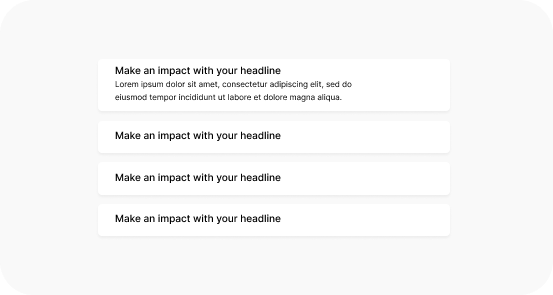 Make an impact with your headline
Lorem ipsum dolor sit amet, consectetur adipiscing elit, sed do
eiusmod tempor incididunt ut labore et dolore magna aliqua.
Make an impact with your headline
Make an impact with your headline
Make an impact with your headline